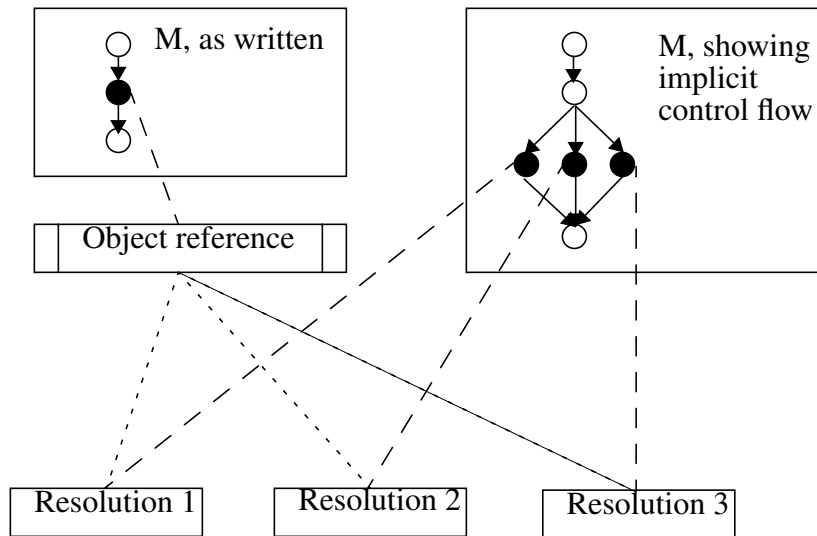 M, as written
M, showing
implicit
control flow
Object reference
Resolution 1
Resolution 2
Resolution 3